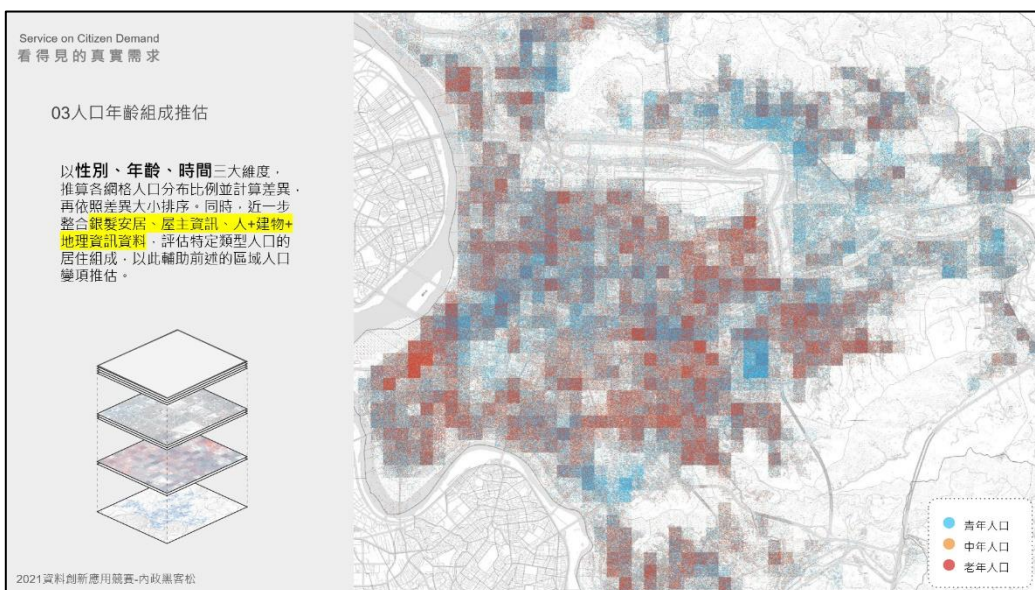 Service on Citizen Demand
看得見的真實需求
03人口年齡組成推估
以性別、年齡、時間三大維度，
推算各網格人口分布比例並計算差異，
再依照差異大小排序。同時，近一步
整合銀髮安居、屋主資訊、人+建物+
地理資訊資料，評估特定類型人口的
居住組成，以此輔助前述的區域人口
變項推估。
青年人口
中年人口
老年人口
2021資料創新應用競賽-內政黑客松